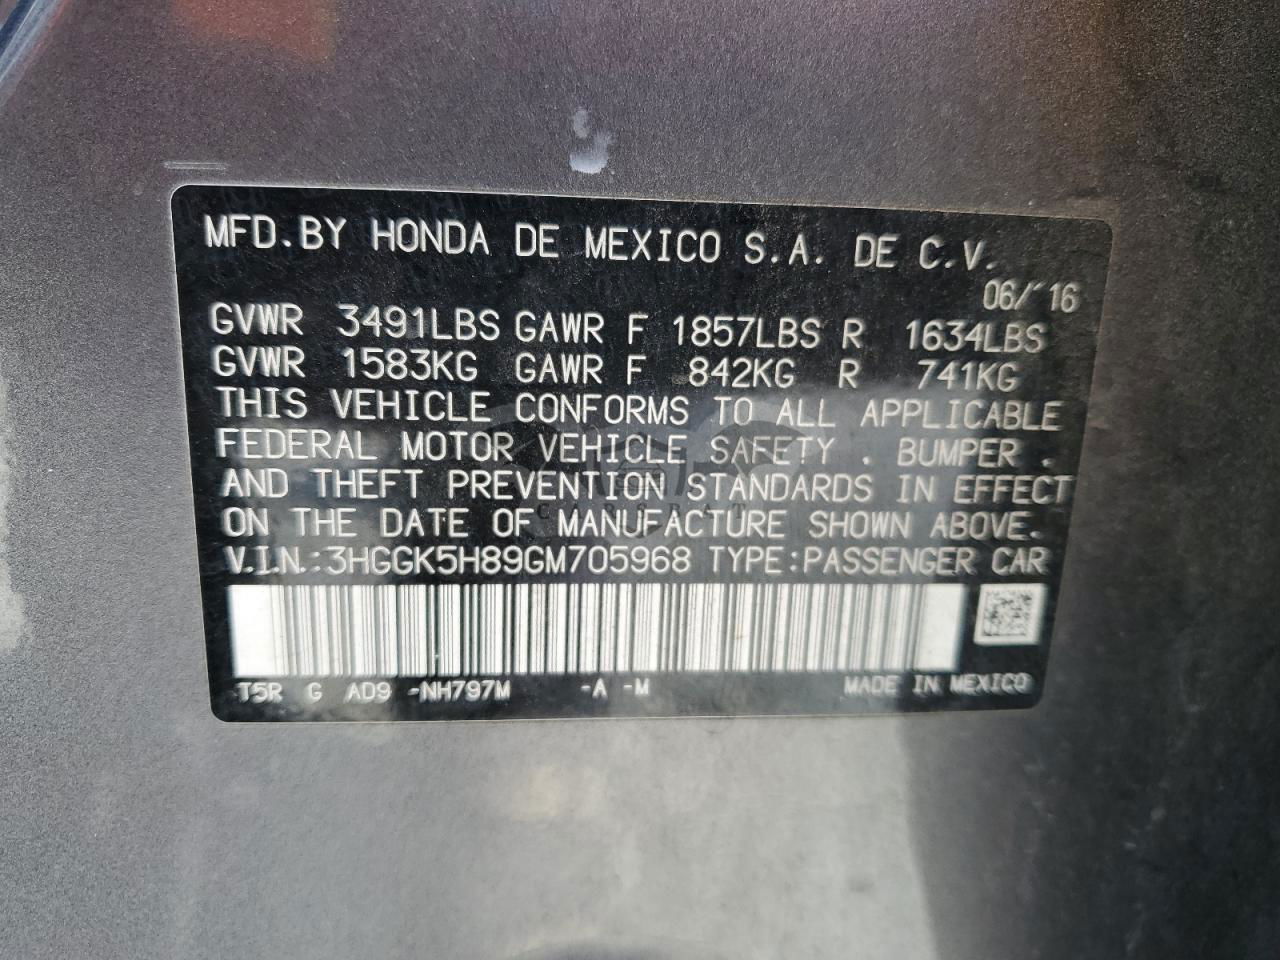 MFD.BY HONDA DE MEXICO S.A. DE C.V.
06/16
GVWR 3491LBS GAWR F 1857LBS R 1634LBS
GVWR 1583KG GAWR F 842KG R 741KG
THIS VEHICLE CONFORMS TO ALL APPLICABLE
FEDERAL MOTOR VEHICLE SAFETY , BUMPER ,
AND THEFT PREVENTION STANDARDS IN EFFECT
ON THE DATE OF MANUFACTURE SHOWN ABOVE.
V.I.N.:3HGGK5H89GM705968 TYPE:PASSENGER CAR
T5R G AD9 -NH797M -A -M MADE IN MEXICO